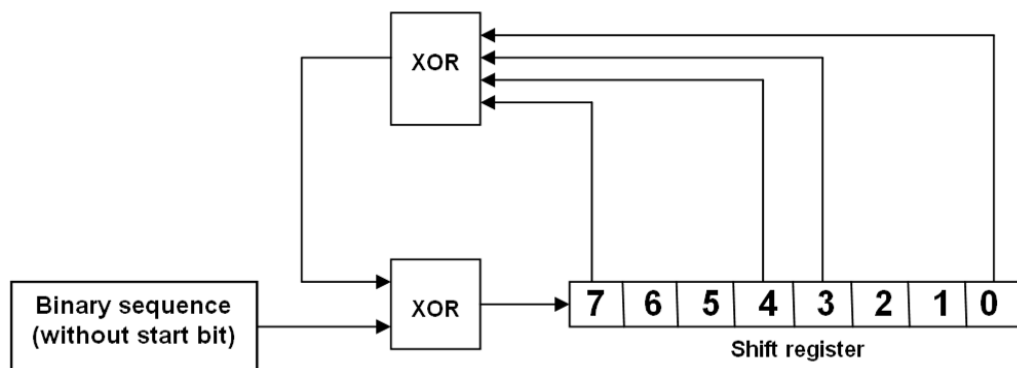 XOR
XOR
Binary sequence
(without start bit)
7 6 5 4 3 2 1 0
Shift register